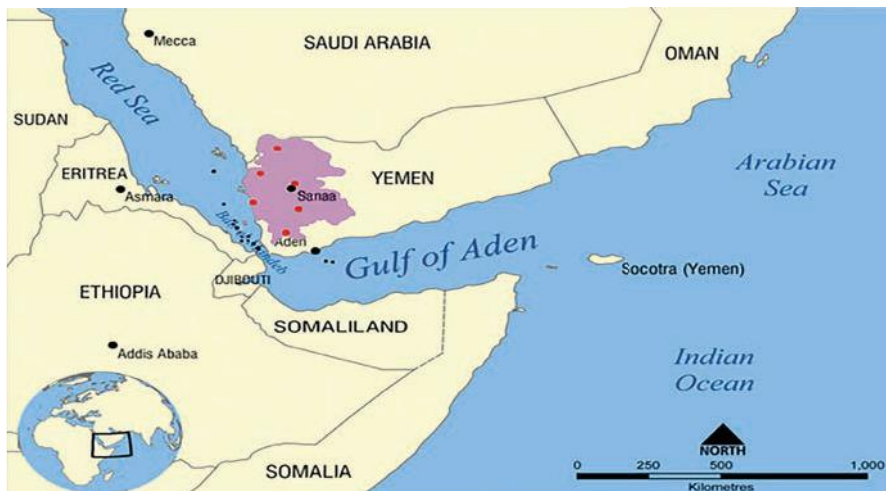 Mecca
SAUDI ARABIA
OMAN
Red Sea
SUDAN
ERITREA
Asmara
YEMEN
Sanaa
Arabian
Sea
Aden
Gulf of Aden
DJIBOUTI
Socotra (Yemen)
ETHIOPIA
SOMALILAND
Addis Ababa
Indian
Ocean
NORTH
SOMALIA
0 250 500 1,000
Kilometres